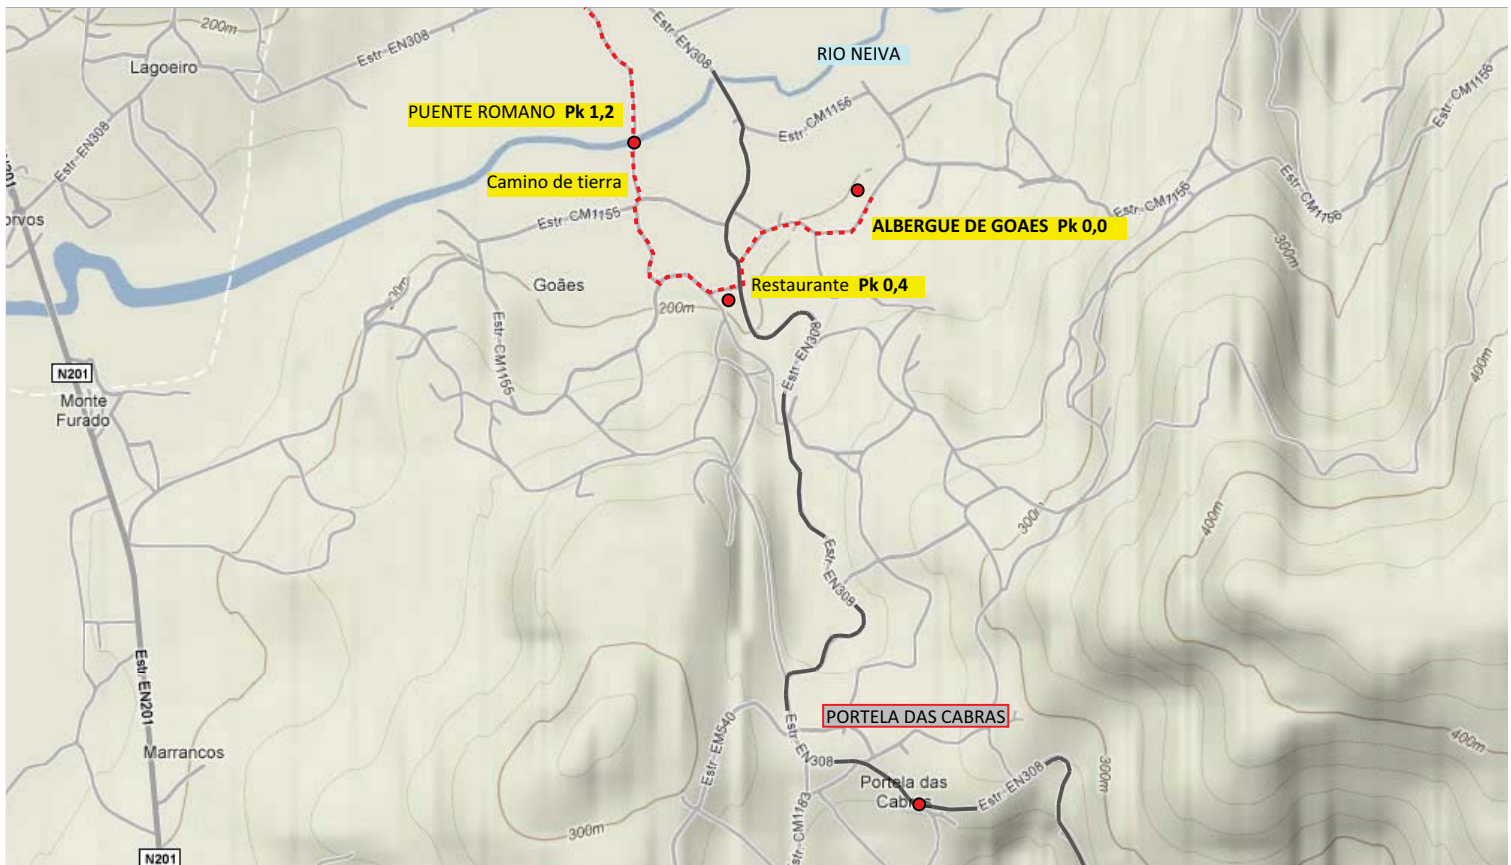 200m
Estr. EN308
Estr. EN308
Lagoeiro
RIO NEIVA
Estr. CM1156
PUENTE ROMANO Pk 1,2
Estr. CM1156
Estr. EN308
Camino de tierra
Estr. CM1156
Estr. CM1156
orvos
Estr. CM1155
ALBERGUE DE GOAES Pk 0,0
300m
Goães
Restaurante Pk 0,4
200m
Estr. EN308
Estr. CM1155
400m
N201
Monte
Furado
300m
400m
Estr. EN308
Estr. EN201
PORTELA DAS CABRAS
Estr. EM540
Estr. EN308
400m
Marrancos
300m
Portela das
Cabras
Estr. EN308
Estr. CM1183
300m
N201